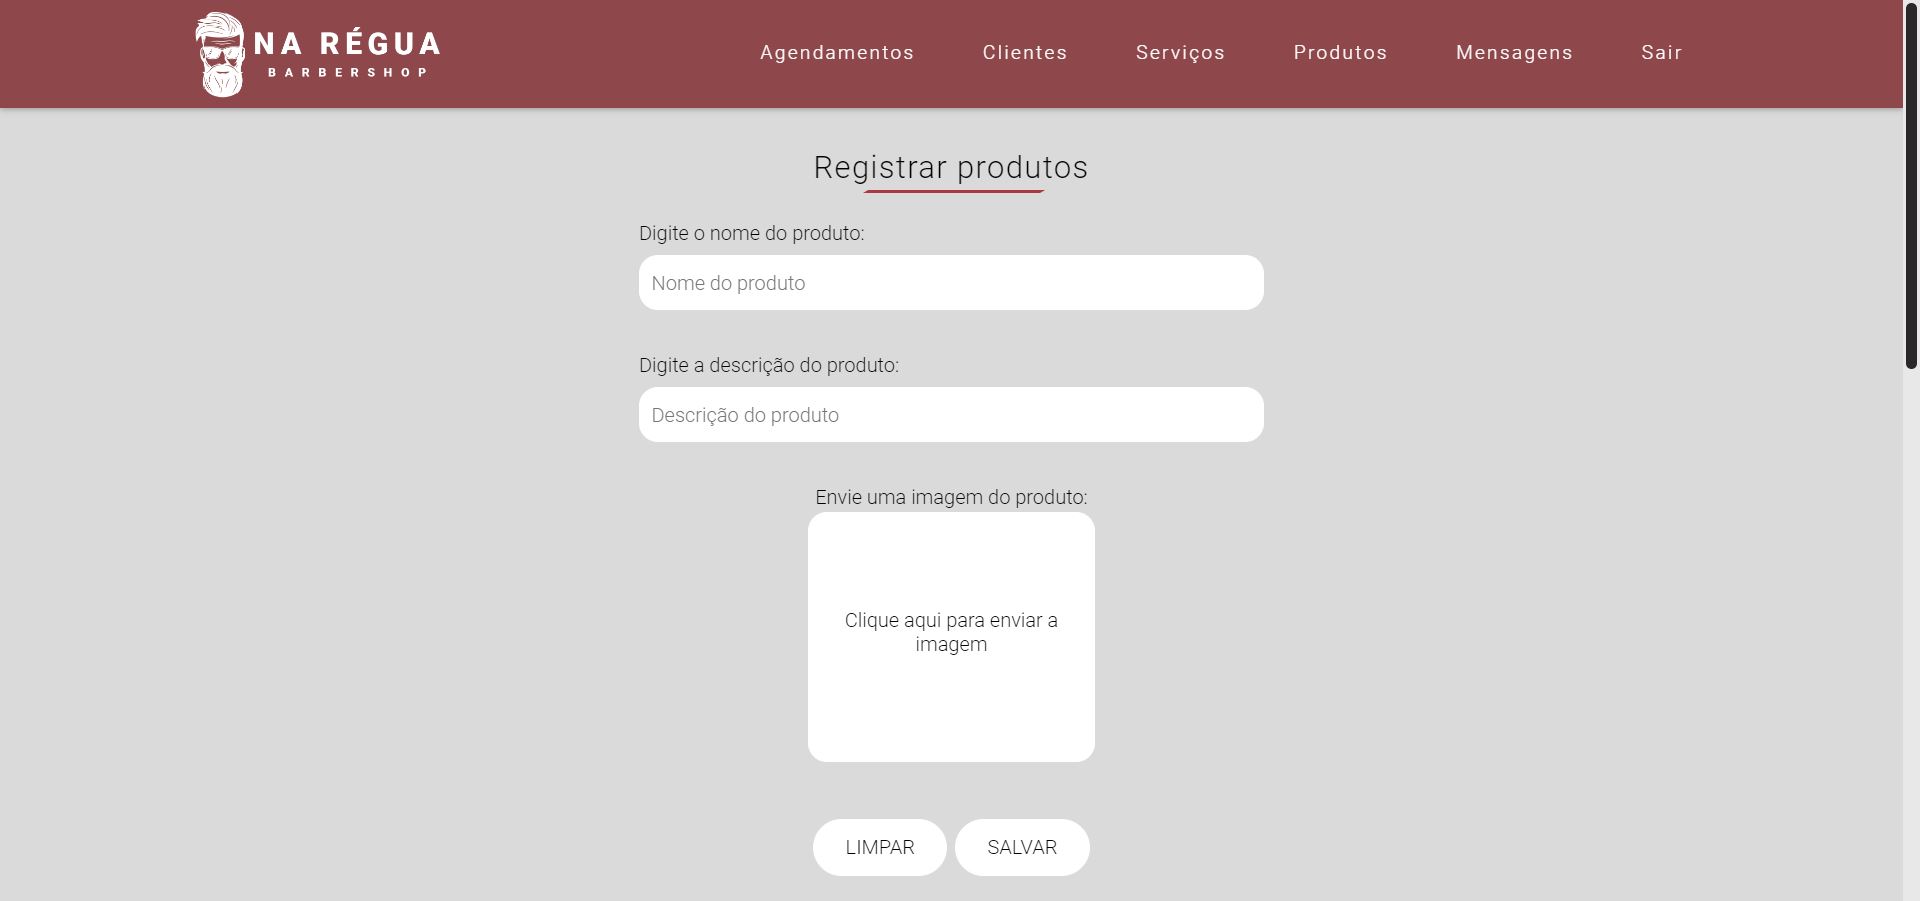 NA RÉGUA
BARBERSHOP
Agendamentos Clientes Serviços Produtos Mensagens Sair
Registrar produtos
Digite o nome do produto:
Nome do produto
Digite a descrição do produto:
Descrição do produto
Envie uma imagem do produto:
Clique aqui para enviar a
imagem
LIMPAR SALVAR